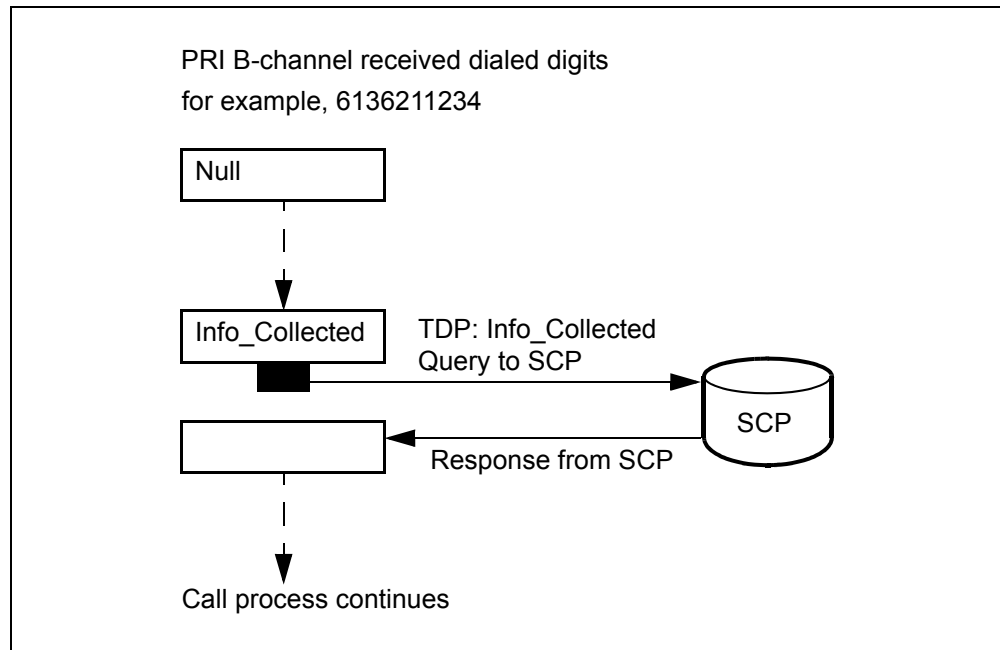 PRI B-channel received dialed digits
for example, 6136211234
Null
Info_Collected
TDP: Info_Collected
Query to SCP
SCP
Response from SCP
Call process continues